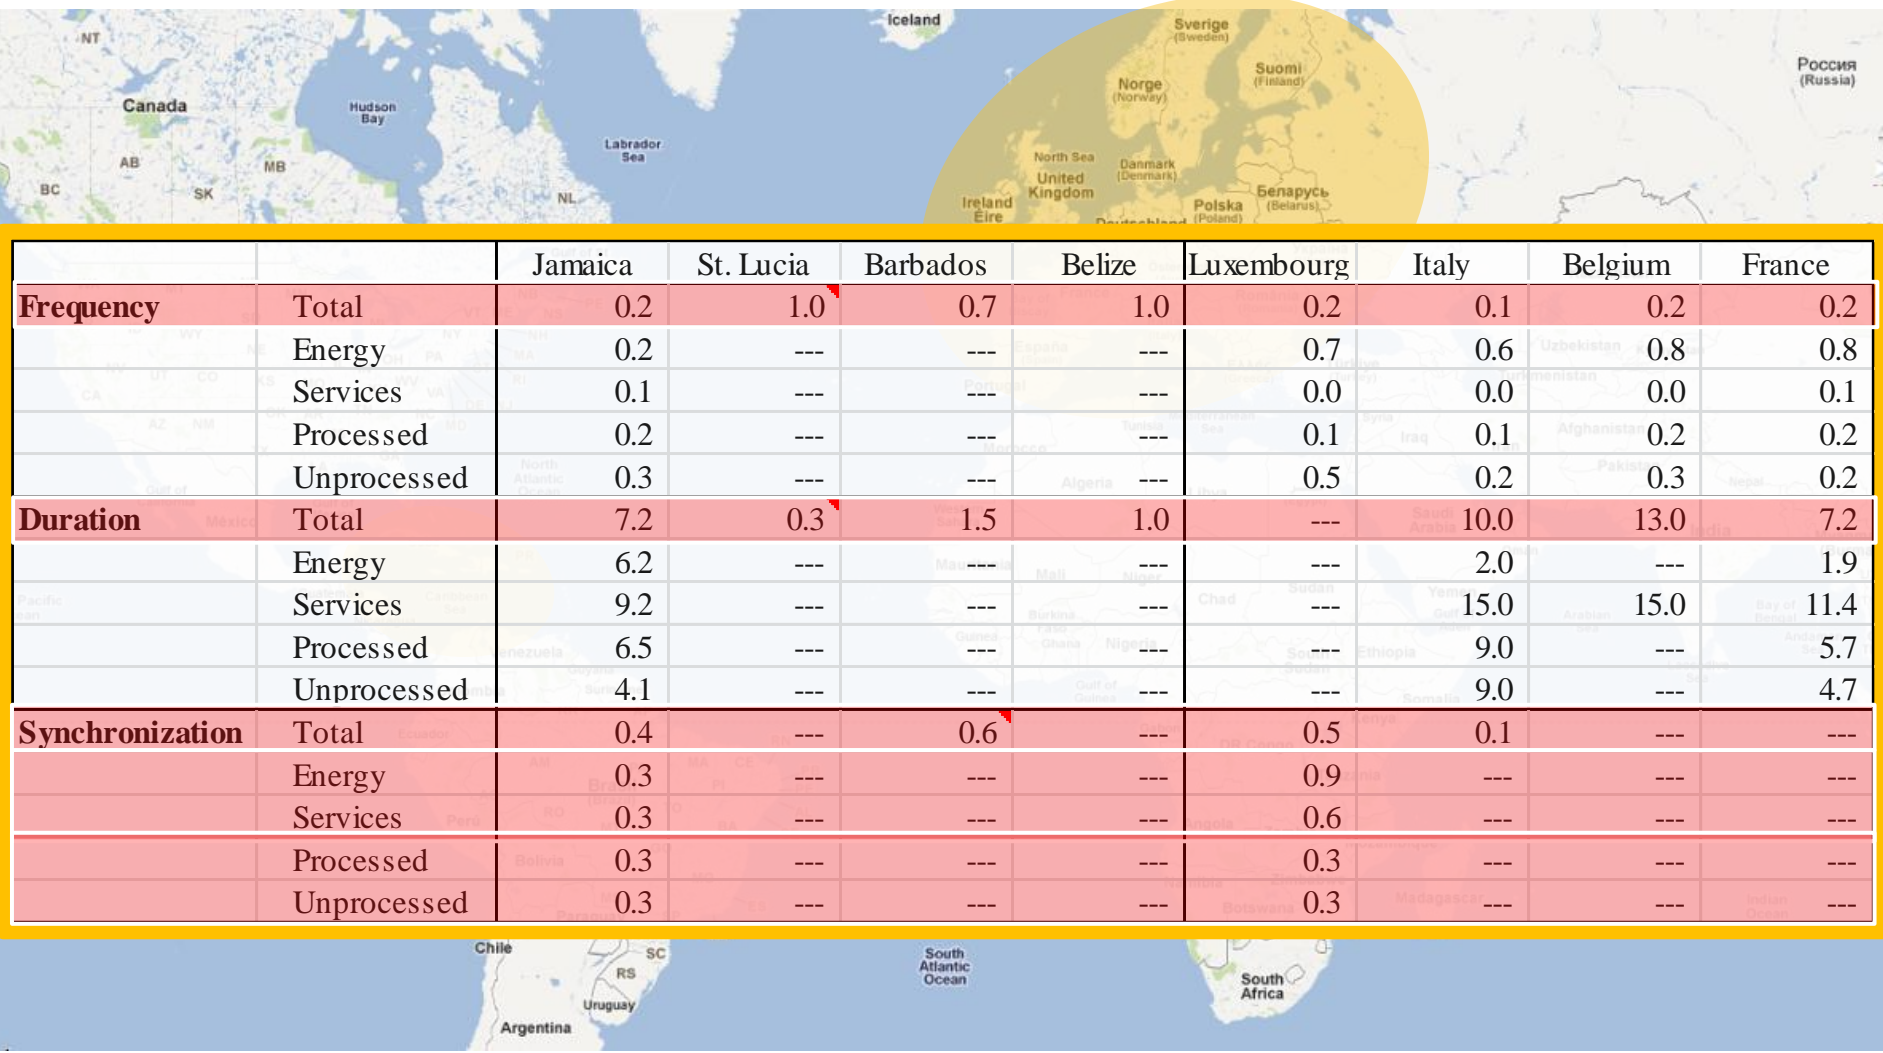 Iceland
Sverige
(Sweden)
NT
Suomi
(Finland)
Россия
(Russia)
Norge
(Norway)
Canada
Hudson
Bay
Labrador
Sea
North Sea
Danmark
(Denmark)
AB
MB
United
Kingdom
BC
SK
NL
Беларусь
(Belarus)
Ireland
Éire
Polska
(Poland)
Deutschland
Jamaica St. Lucia Barbados Belize Luxembourg Italy Belgium France
Frequency Total 0.2 1.0 0.7 1.0 0.2 0.1 0.2 0.2
Energy 0.2 --- --- --- 0.7 0.6 0.8 0.8
Services 0.1 --- --- --- 0.0 0.0 0.0 0.1
Processed 0.2 --- --- --- 0.1 0.1 0.2 0.2
Unprocessed 0.3 --- --- --- 0.5 0.2 0.3 0.2
Duration Total 7.2 0.3 1.5 1.0 --- 10.0 13.0 7.2
Energy 6.2 --- --- --- --- 2.0 --- 1.9
Services 9.2 --- --- --- --- 15.0 15.0 11.4
Processed 6.5 --- --- --- --- 9.0 --- 5.7
Unprocessed 4.1 --- --- --- --- 9.0 --- 4.7
Synchronization Total 0.4 --- 0.6 --- 0.5 0.1 --- ---
Energy 0.3 --- --- --- 0.9 --- --- ---
Services 0.3 --- --- --- 0.6 --- --- ---
Processed 0.3 --- --- --- 0.3 --- --- ---
Unprocessed 0.3 --- --- --- 0.3 --- --- ---
Chile
SC
South
Atlantic
Ocean
RS
South
Africa
Uruguay
Argentina